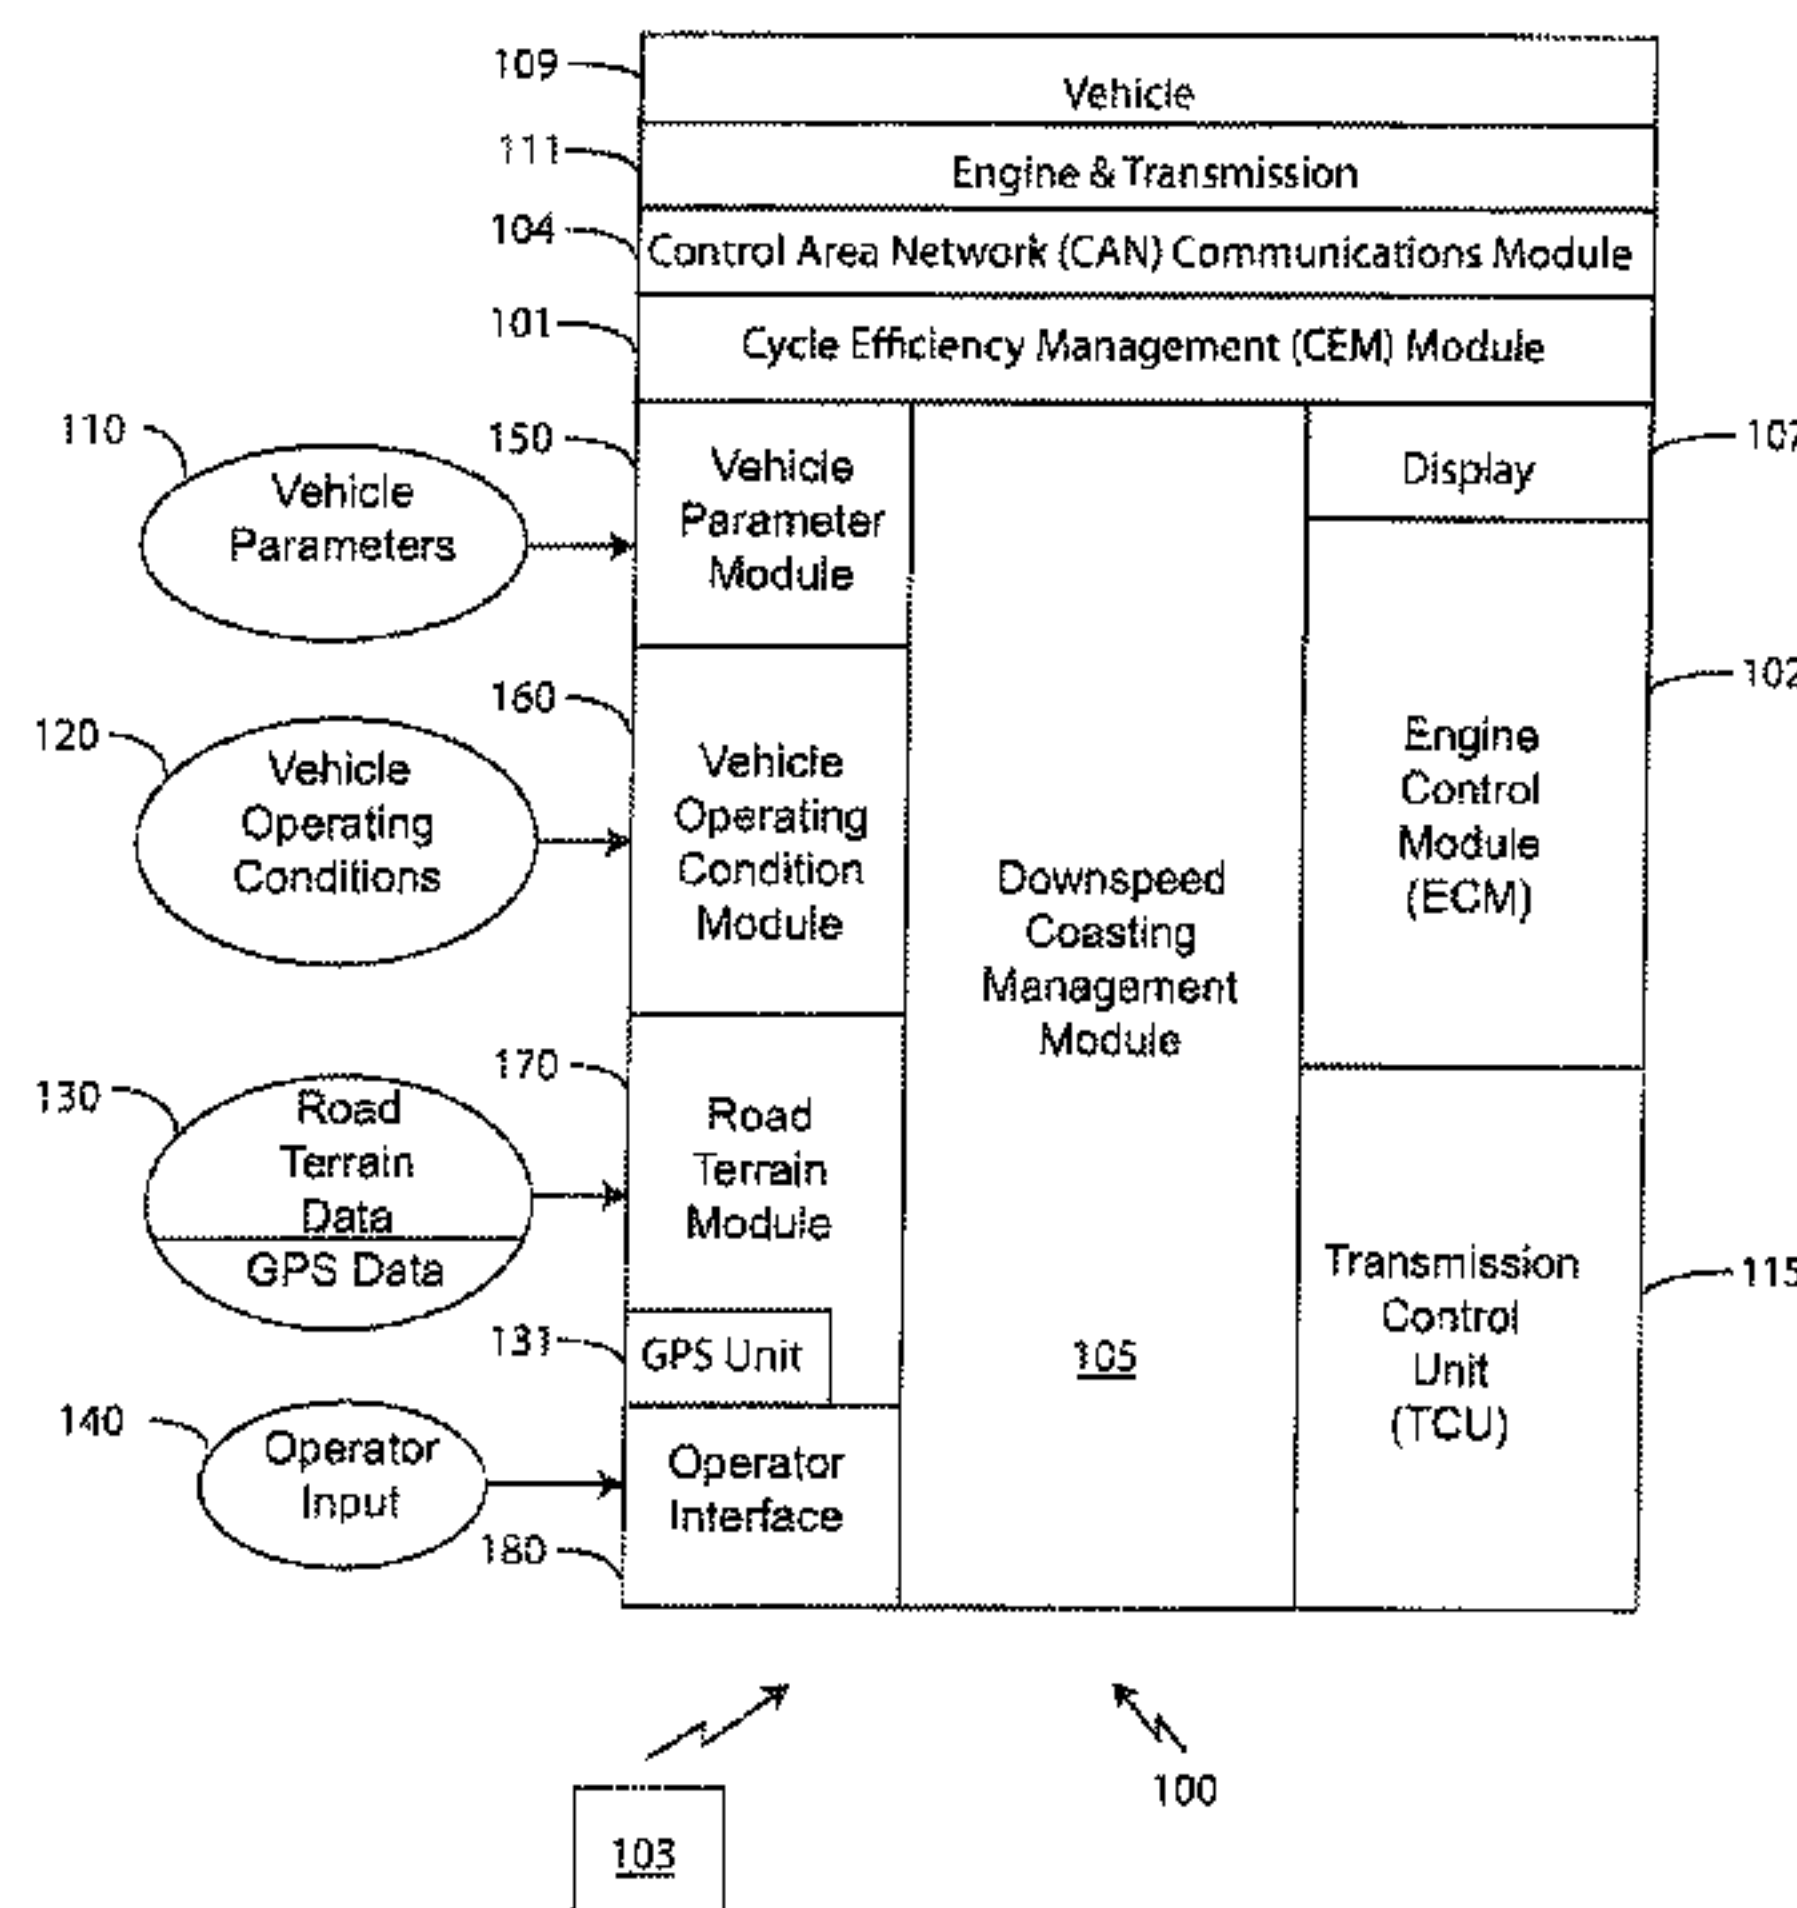 109
Vehicle
111
Engine & Transmission
104
Control Area Network (CAN) Communications Module
101
Cycle Efficiency Management (CEM) Module
110
Vehicle
Parameters
150
Vehicle
Parameter
Module
Display
107
120
Vehicle
Operating
Conditions
160
Vehicle
Operating
Condition
Module
Downspeed
Coasting
Management
Module
105
Engine
Control
Module
(ECM)
102
130
Road
Terrain
Data
GPS Data
170
Road
Terrain
Module
131
GPS Unit
Transmission
Control
Unit
(TCU)
115
140
Operator
Input
180
Operator
Interface
103
100